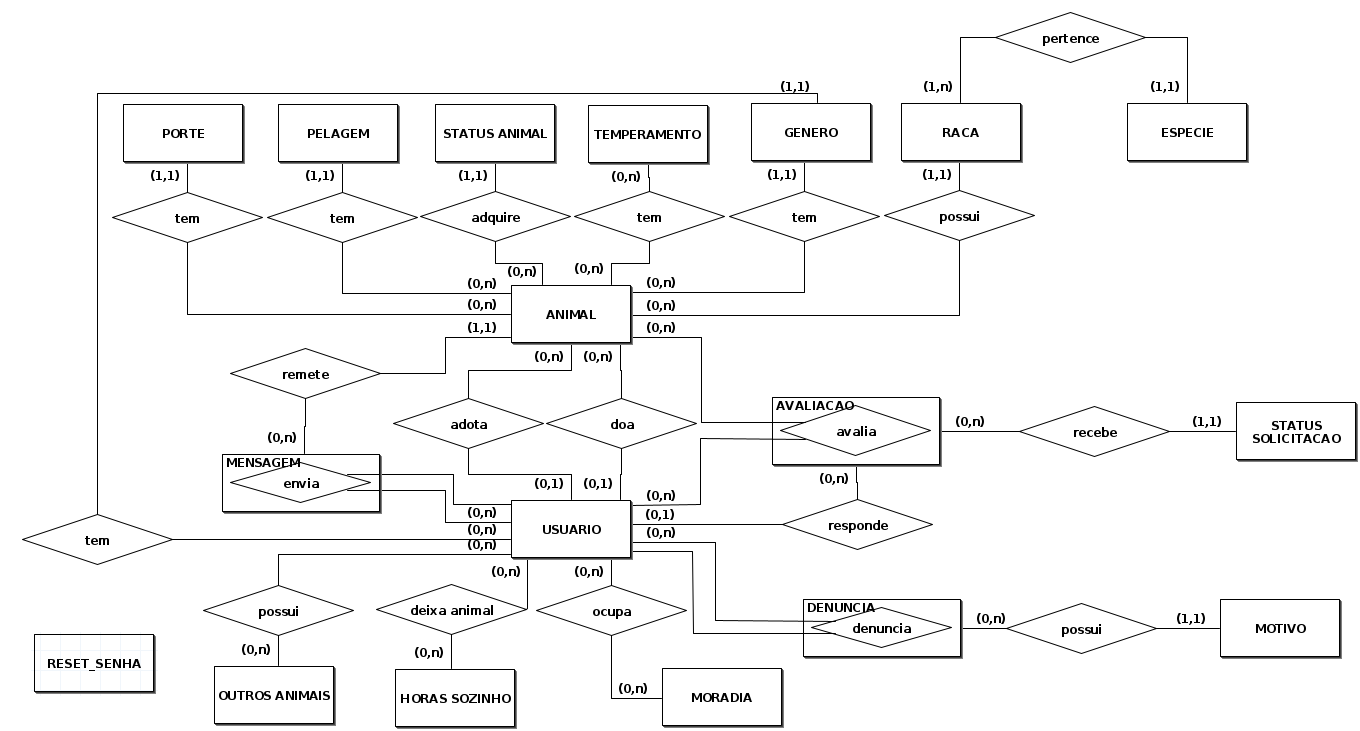 pertence
(1,1)
(1,n)
(1,1)
PORTE
PELAGEM
STATUS ANIMAL
TEMPERAMENTO
GENERO
RACA
ESPECIE
(1,1)
(1,1)
(1,1)
(0,n)
(1,1)
(1,1)
tem
tem
adquire
tem
tem
possui
(0,n)
(0,n)
(0,n)
(0,n)
(0,n)
(0,n)
ANIMAL
(1,1)
(0,n)
(0,n)
(0,n)
remete
adota
doa
AVALIACAO
avalia
(0,n)
recebe
(1,1)
STATUS
SOLICITACAO
(0,n)
MENSAGEM
envia
(0,1)
(0,1)
(0,n)
(0,n)
(0,n)
(0,1)
responde
USUARIO
(0,n)
(0,n)
(0,n)
tem
(0,n)
(0,n)
possui
deixa animal
ocupa
DENUNCIA
denuncia
(0,n)
possui
(1,1)
MOTIVO
(0,n)
(0,n)
(0,n)
RESET_SENHA
OUTROS ANIMAIS
HORAS SOZINHO
MORADIA